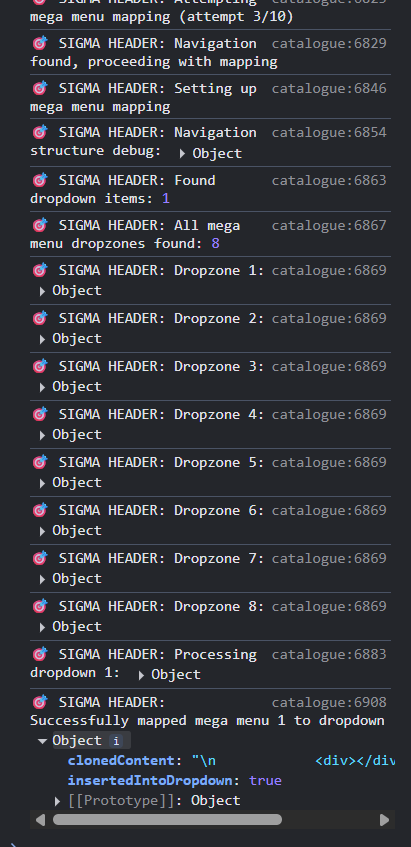 mega menu mapping (attempt 3/10)
SIGMA HEADER: Navigation catalogue:6829
found, proceeding with mapping
SIGMA HEADER: Setting up catalogue:6846
mega menu mapping
SIGMA HEADER: Navigation catalogue:6854
structure debug: Object
SIGMA HEADER: Found catalogue:6863
dropdown items: 1
SIGMA HEADER: All mega catalogue:6867
menu dropzones found: 8
SIGMA HEADER: Dropzone 1: catalogue:6869
Object
SIGMA HEADER: Dropzone 2: catalogue:6869
Object
SIGMA HEADER: Dropzone 3: catalogue:6869
Object
SIGMA HEADER: Dropzone 4: catalogue:6869
Object
SIGMA HEADER: Dropzone 5: catalogue:6869
Object
SIGMA HEADER: Dropzone 6: catalogue:6869
Object
SIGMA HEADER: Dropzone 7: catalogue:6869
Object
SIGMA HEADER: Dropzone 8: catalogue:6869
Object
SIGMA HEADER: Processing catalogue:6883
dropdown 1: Object
SIGMA HEADER: catalogue:6908
Successfully mapped mega menu 1 to dropdown
Object i
clonedContent: "\n <div></div
insertedIntoDropdown: true
[[Prototype]]: Object